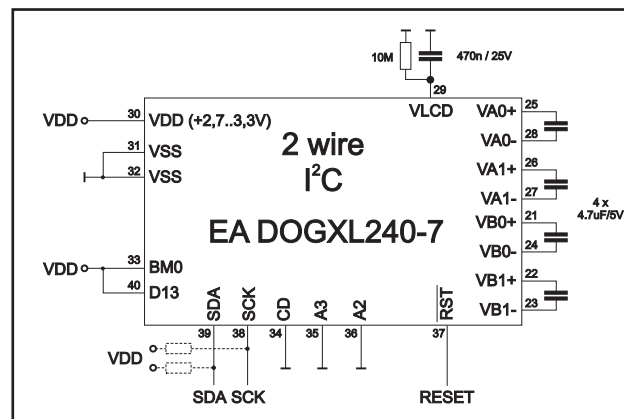 10M
470n / 25V
29
VLCD
VDD
30
VDD (+2,7..3,3V)
31
VSS
32
VSS
2 wire
I²C
EA DOGXL240-7
VA0+
25
VA0-
28
VA1+
26
VA1-
27
VB0+
21
VB0-
24
VB1+
22
VB1-
23
4 x
4.7uF/5V
VDD
33
BM0
40
D13
SDA
SCK
CD
A3
A2
RST
39
38
34
35
36
37
VDD
SDA SCK
RESET